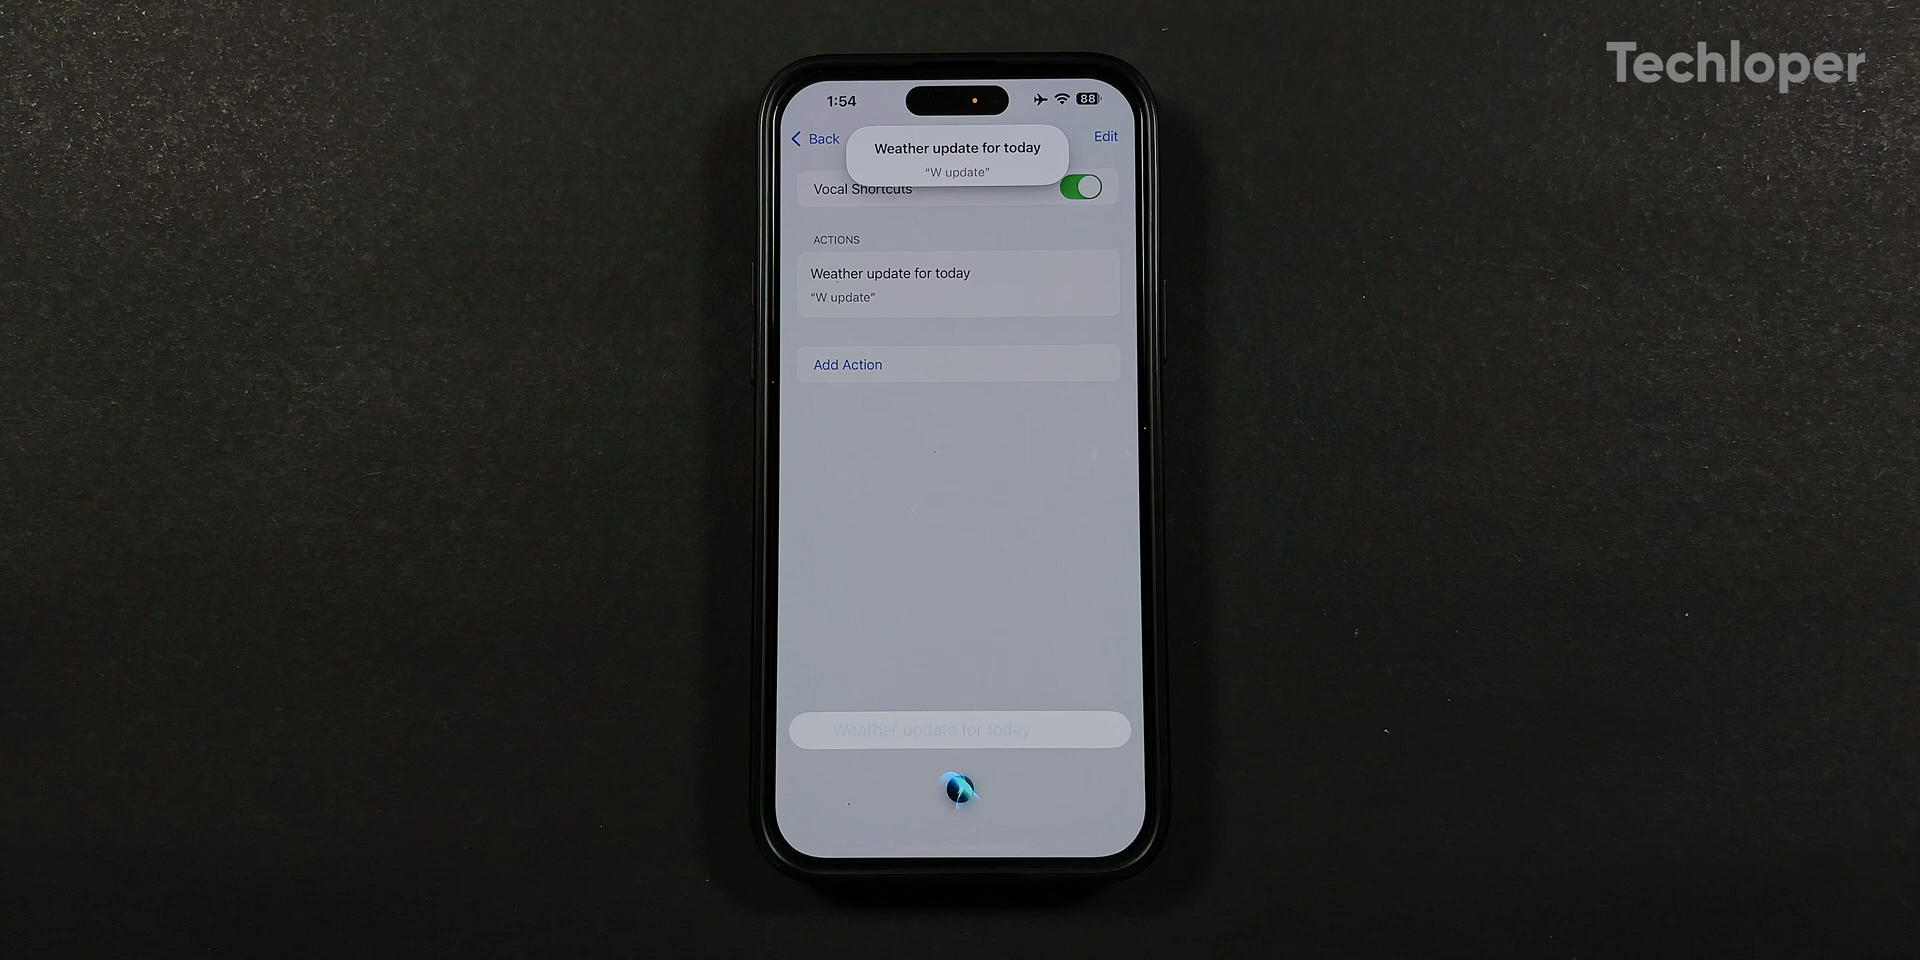 Techloper
1:54
88
Back
Weather update for today
Edit
“W update”
Vocal Shortcuts
ACTIONS
Weather update for today
“W update”
Add Action
Weather update for today